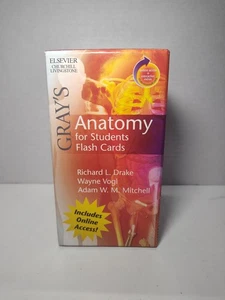 ELSEVIER
CHURCHILL
LIVINGSTONE
GRAY'S
Anatomy
for Students
Flash Cards
Richard L. Drake
Wayne Vogl
Adam W. M. Mitchell
Includes
Online
Access!